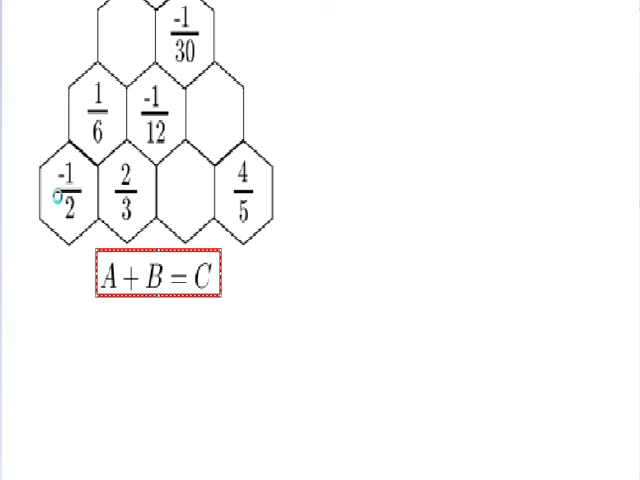 -1/30
1/6 -1/12
-1/2 2/3 4/5
A + B = C